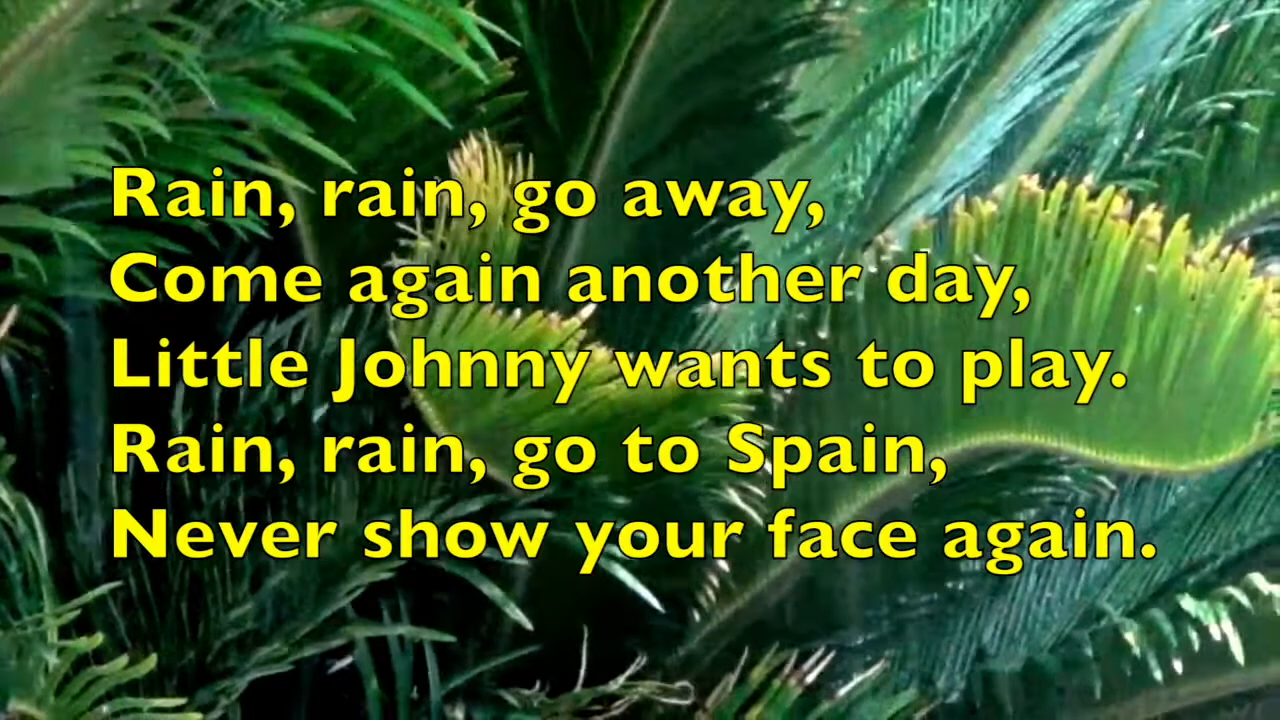 Rain, rain, go away,
Come again another day,
Little Johnny wants to play.
Rain, rain, go to Spain,
Never show your face again.